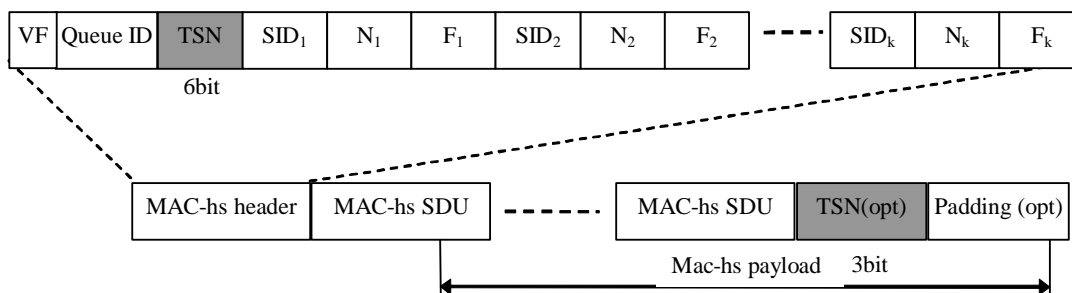 VF Queue ID TSN SID₁ N₁ F₁ SID₂ N₂ F₂ SIDₖ Nₖ Fₖ
6bit
MAC-hs header MAC-hs SDU MAC-hs SDU TSN(opt) Padding (opt)
Mac-hs payload 3bit